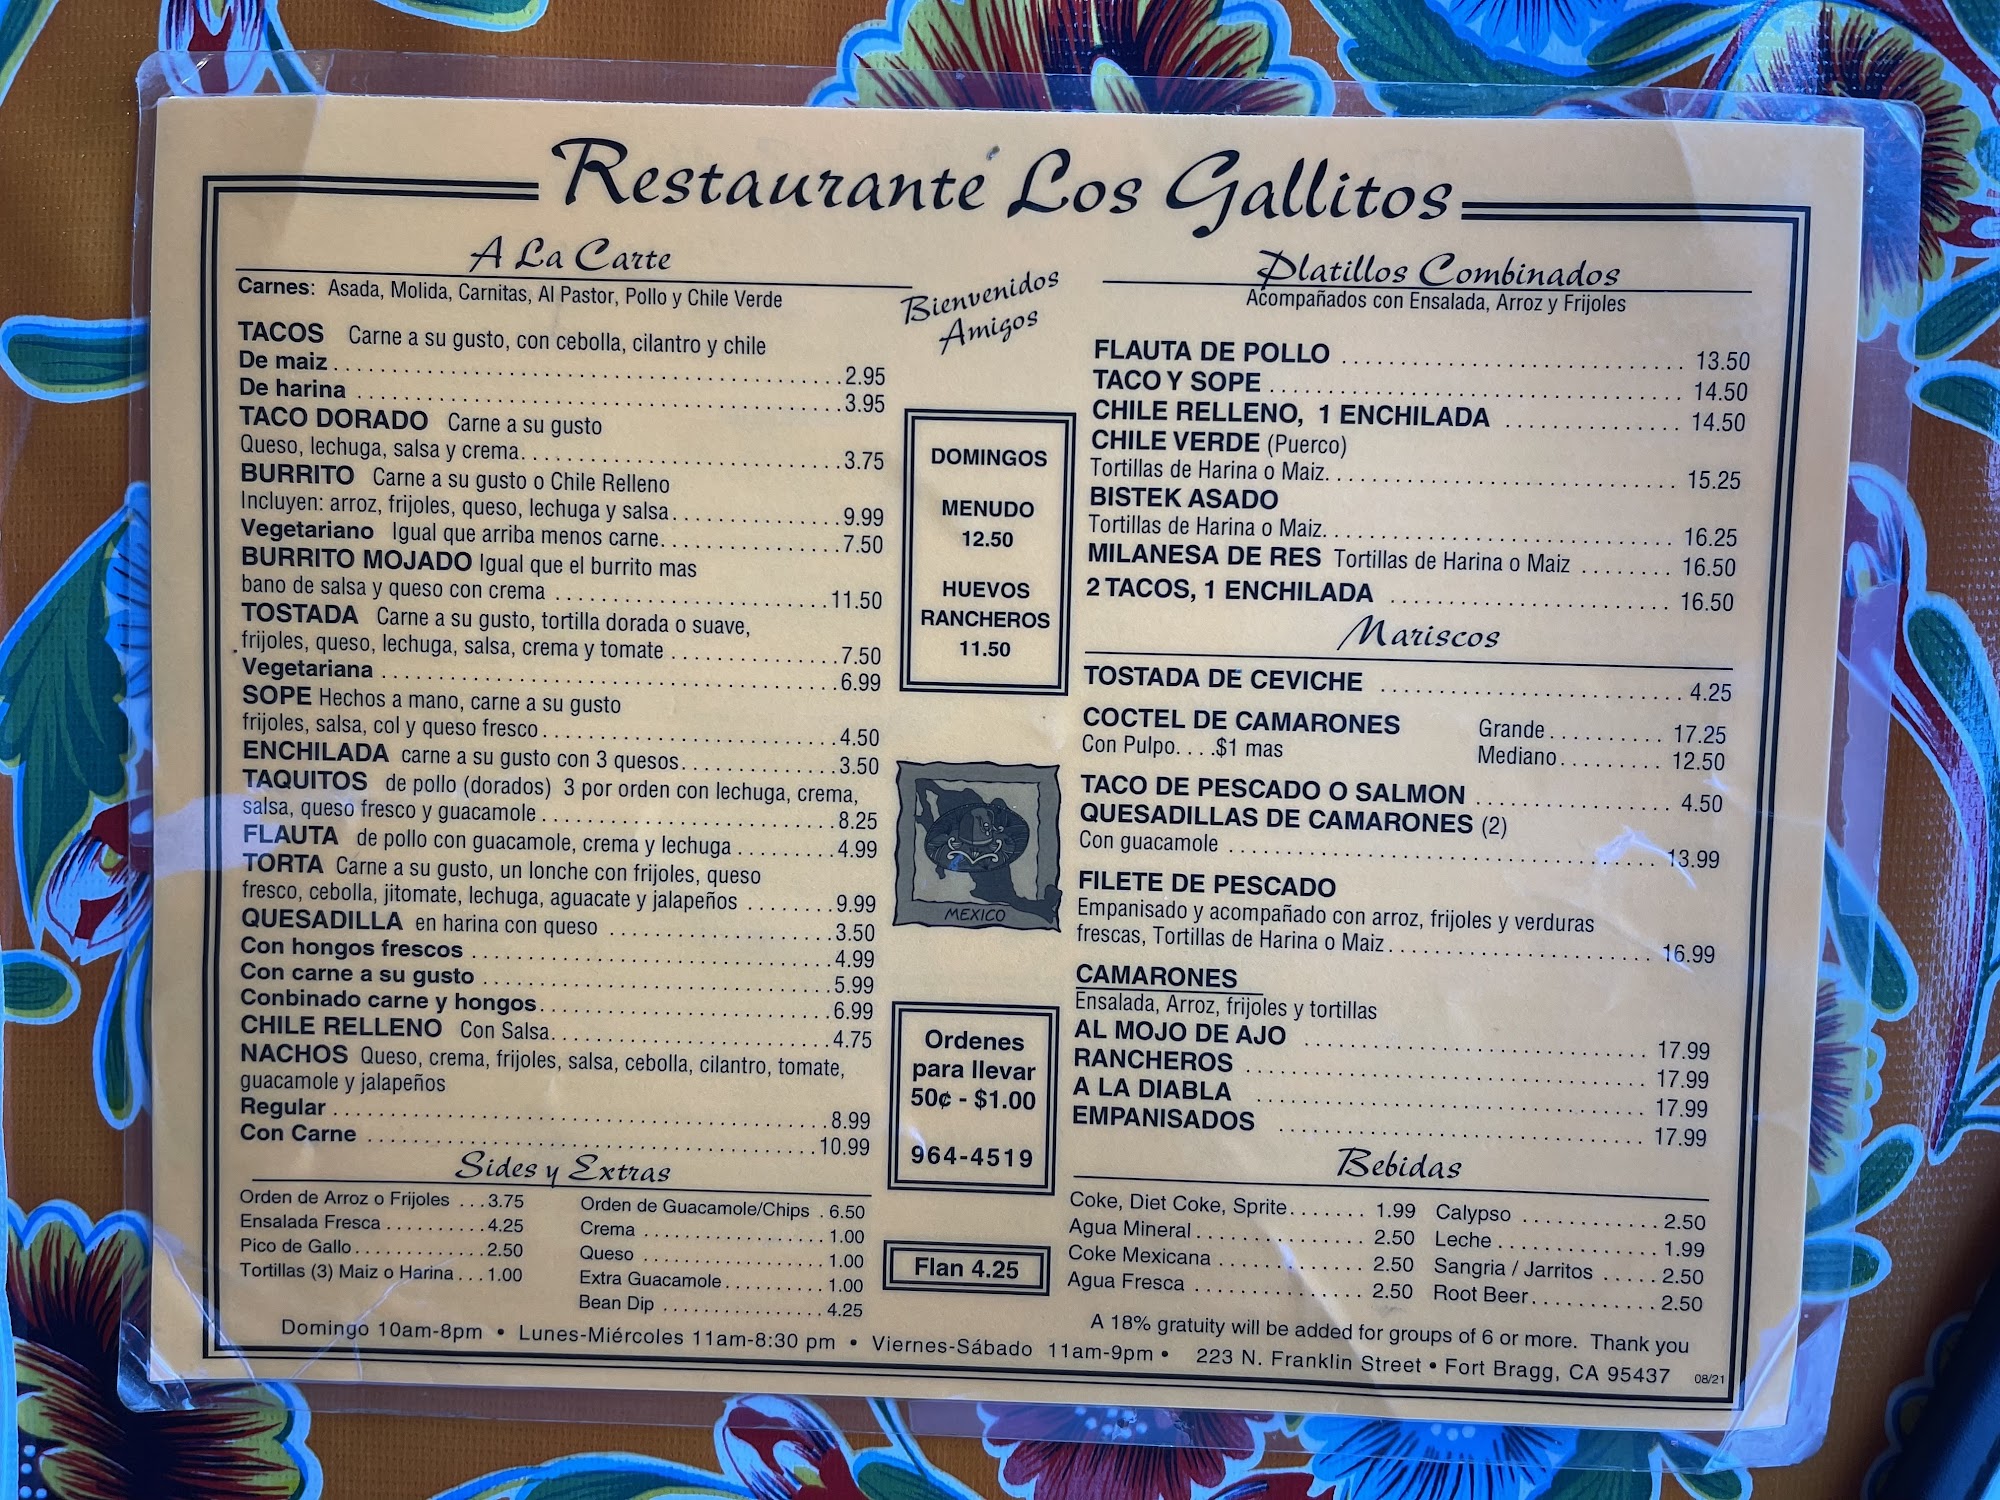 Restaurante Los Gallitos
A La Carte
Carnes: Asada, Molida, Carnitas, Al Pastor, Pollo y Chile Verde
TACOS Carne a su gusto, con cebolla, cilantro y chile
De maiz 2.95
De harina 3.95
TACO DORADO Carne a su gusto
Queso, lechuga, salsa y crema 3.75
BURRITO Carne a su gusto o Chile Relleno
Incluyen: arroz, frijoles, queso, lechuga y salsa 9.99
Vegetariano Igual que arriba menos carne 7.50
BURRITO MOJADO Igual que el burrito mas
bano de salsa y queso con crema 11.50
TOSTADA Carne a su gusto, tortilla dorada o suave,
frijoles, queso, lechuga, salsa, crema y tomate 7.50
Vegetariana 6.99
SOPE Hechos a mano, carne a su gusto
frijoles, salsa, col y queso fresco 4.50
ENCHILADA carne a su gusto con 3 quesos 3.50
TAQUITOS de pollo (dorados) 3 por orden con lechuga, crema,
salsa, queso fresco y guacamole 8.25
FLAUTA de pollo con guacamole, crema y lechuga 4.99
TORTA Carne a su gusto, un lonche con frijoles, queso
fresco, cebolla, jitomate, lechuga, aguacate y jalapeños 9.99
QUESADILLA en harina con queso 3.50
Con hongos frescos 4.99
Con carne a su gusto 5.99
Conbinado carne y hongos 6.99
CHILE RELLENO Con Salsa 4.75
NACHOS Queso, crema, frijoles, salsa, cebolla, cilantro, tomate,
guacamole y jalapeños
Regular 8.99
Con Carne 10.99
Sides y Extras
Orden de Arroz o Frijoles 3.75
Ensalada Fresca 4.25
Pico de Gallo 2.50
Tortillas (3) Maiz o Harina 1.00
Orden de Guacamole/Chips 6.50
Crema 1.00
Queso 1.00
Extra Guacamole 1.00
Bean Dip 4.25
Bienvenidos
Amigos
DOMINGOS
MENUDO
12.50
HUEVOS
RANCHEROS
11.50
MEXICO
Ordenes
para llevar
50¢ - $1.00
964-4519
Flan 4.25
Platillos Combinados
Acompañados con Ensalada, Arroz y Frijoles
FLAUTA DE POLLO 13.50
TACO Y SOPE 14.50
CHILE RELLENO, 1 ENCHILADA 14.50
CHILE VERDE (Puerco)
Tortillas de Harina o Maiz 15.25
BISTEK ASADO
Tortillas de Harina o Maiz 16.25
MILANESA DE RES Tortillas de Harina o Maiz 16.50
2 TACOS, 1 ENCHILADA 16.50
Mariscos
TOSTADA DE CEVICHE 4.25
COCTEL DE CAMARONES Grande 17.25
Con Pulpo. . . .$1 mas Mediano 12.50
TACO DE PESCADO O SALMON 4.50
QUESADILLAS DE CAMARONES (2)
Con guacamole 13.99
FILETE DE PESCADO
Empanisado y acompañado con arroz, frijoles y verduras
frescas, Tortillas de Harina o Maiz 16.99
CAMARONES
Ensalada, Arroz, frijoles y tortillas
AL MOJO DE AJO 17.99
RANCHEROS 17.99
A LA DIABLA 17.99
EMPANISADOS 17.99
Bebidas
Coke, Diet Coke, Sprite 1.99
Agua Mineral 2.50
Coke Mexicana 2.50
Agua Fresca 2.50
Calypso 2.50
Leche 1.99
Sangria / Jarritos 2.50
Root Beer 2.50
A 18% gratuity will be added for groups of 6 or more. Thank you
Domingo 10am-8pm • Lunes-Miércoles 11am-8:30 pm • Viernes-Sábado 11am-9pm • 223 N. Franklin Street • Fort Bragg, CA 95437 08/21